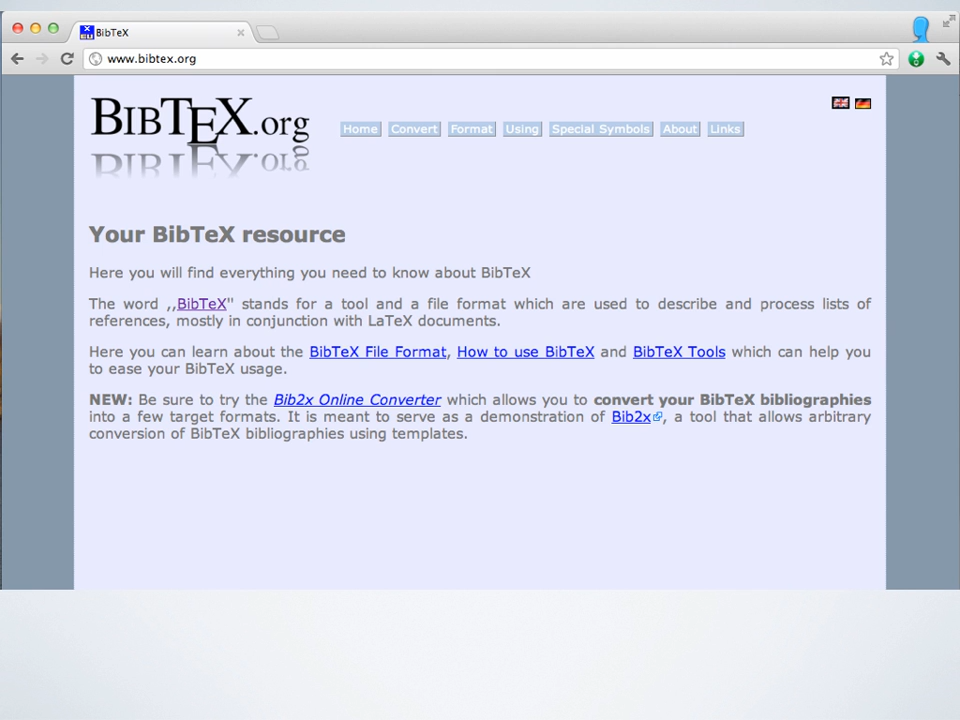 BibTeX
www.bibtex.org
BIBTEX.org
Home Convert Format Using Special Symbols About Links
Your BibTeX resource
Here you will find everything you need to know about BibTeX
The word ,,BibTeX" stands for a tool and a file format which are used to describe and process lists of
references, mostly in conjunction with LaTeX documents.
Here you can learn about the BibTeX File Format, How to use BibTeX and BibTeX Tools which can help you
to ease your BibTeX usage.
NEW: Be sure to try the Bib2x Online Converter which allows you to convert your BibTeX bibliographies
into a few target formats. It is meant to serve as a demonstration of Bib2x, a tool that allows arbitrary
conversion of BibTeX bibliographies using templates.